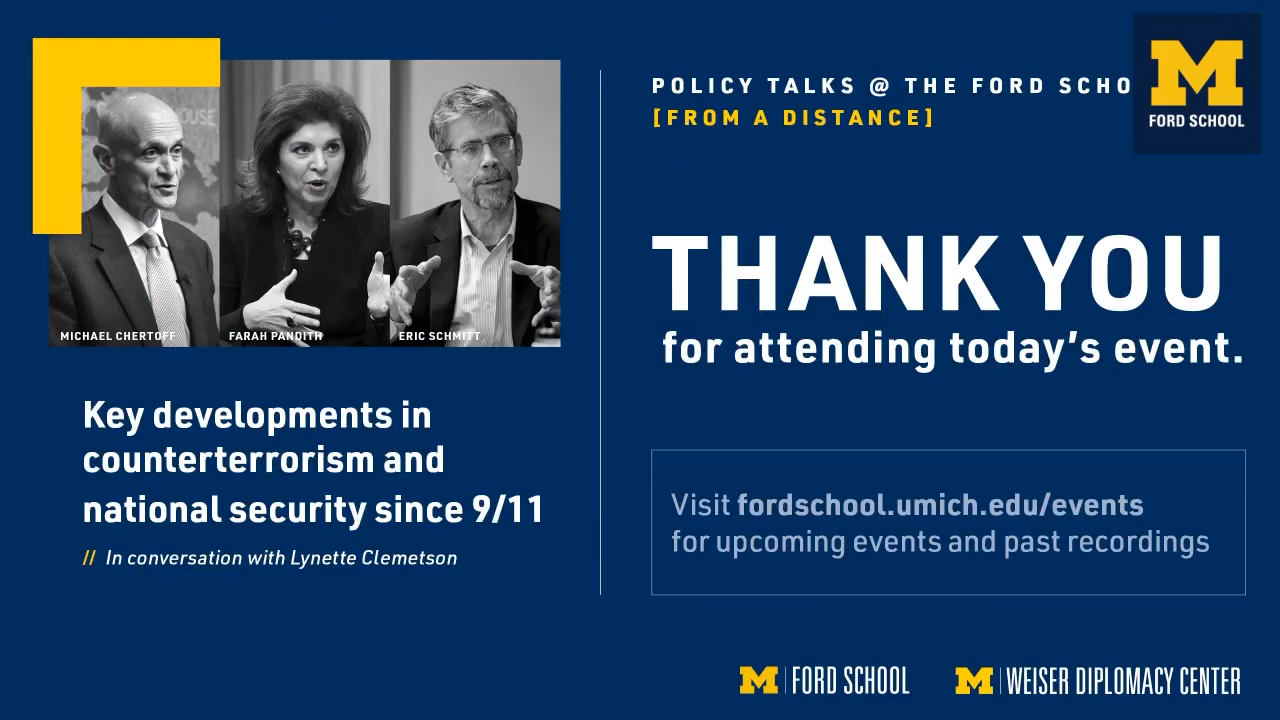 MICHAEL CHERTOFF
FARAH PANDITH
ERIC SCHMITT
Key developments in
counterterrorism and
national security since 9/11
// In conversation with Lynette Clemetson
POLICY TALKS @ THE FORD SCHO
[FROM A DISTANCE]
M
FORD SCHOOL
THANK YOU
for attending today’s event.
Visit fordschool.umich.edu/events
for upcoming events and past recordings
M | FORD SCHOOL
M | WEISER DIPLOMACY CENTER